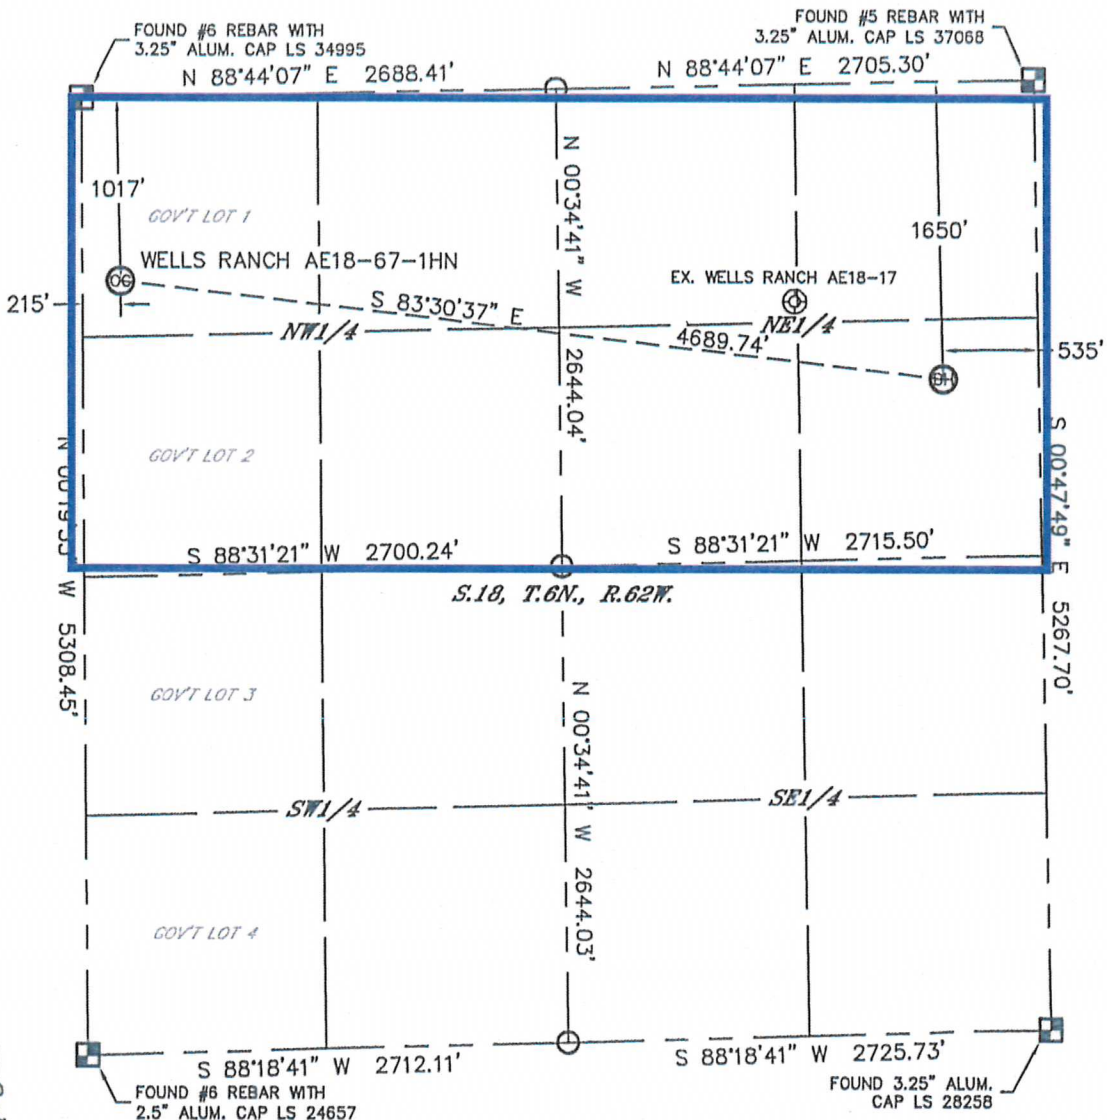 FOUND #6 REBAR WITH
3.25" ALUM. CAP LS 34995
FOUND #5 REBAR WITH
3.25" ALUM. CAP LS 37068
N 88°44'07" E 2688.41'
N 88°44'07" E 2705.30'
1017'
GOV'T LOT 1
N 00°34'41" W
2644.04'
1650'
WELLS RANCH AE18-67-1HN
OG
EX. WELLS RANCH AE18-17
215'
S 83°30'37" E
4689.74'
NW1/4
NE1/4
535'
BH
GOV'T LOT 2
S 00°47'49" E 5267.70'
W 5308.45'
S 88°31'21" W 2700.24'
S 88°31'21" W 2715.50'
S.18, T.6N., R.62W.
GOV'T LOT 3
N 00°34'41" W 2644.03'
SW1/4
SE1/4
GOV'T LOT 4
S 88°18'41" W 2712.11'
S 88°18'41" W 2725.73'
FOUND #6 REBAR WITH
2.5" ALUM. CAP LS 24657
FOUND 3.25" ALUM.
CAP LS 28258